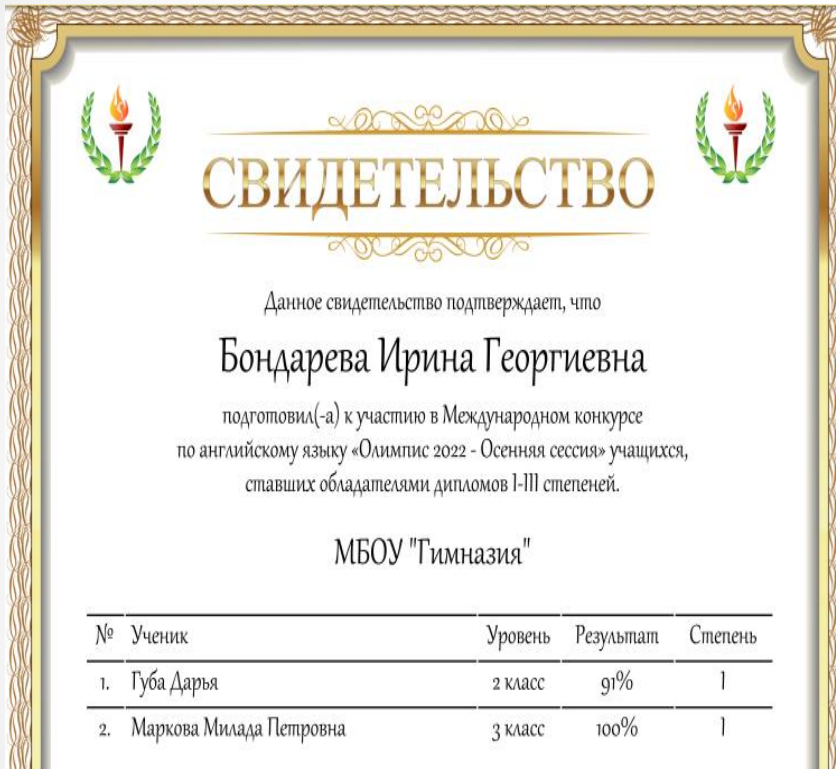 СВИДЕТЕЛЬСТВО
Данное свидетельство подтверждает, что
Бондарева Ирина Георгиевна
подготовил(-а) к участию в Международном конкурсе
по английскому языку «Олимпис 2022 - Осенняя сессия» учащихся,
ставших обладателями дипломов I-III степеней.
МБОУ "Гимназия"
№ Ученик Уровень Результат Степень
1. Губа Дарья 2 класс 91% I
2. Маркова Милада Петровна 3 класс 100% I